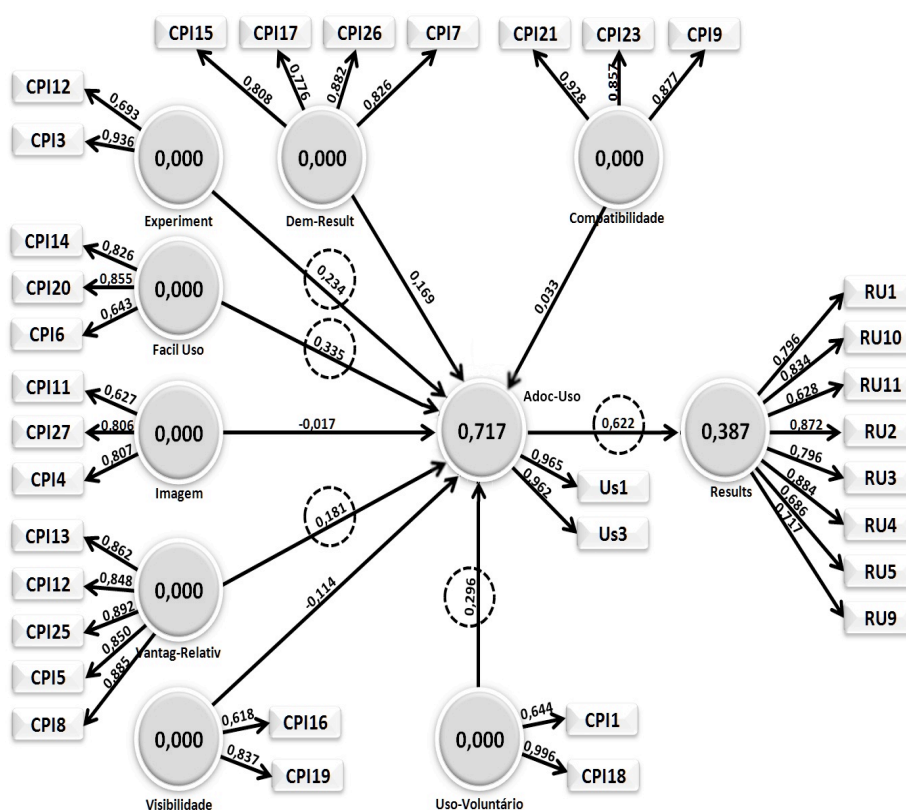 CPI15
CPI17
CPI26
CPI7
CPI21
CPI23
CPI9
0,808
0,776
0,882
0,826
0,928
0,857
0,877
CPI12
CPI3
0,693
0,936
0,000
Experiment
0,000
Dem-Result
0,000
Compatibilidade
CPI14
CPI20
CPI6
0,826
0,855
0,643
0,000
Facil Uso
0,234
0,335
0,169
0,033
CPI11
CPI27
CPI4
0,627
0,806
0,807
0,000
Imagem
-0,017
Adoc-Uso
0,717
0,965
0,962
Us1
Us3
0,622
0,387
Results
0,796
0,834
0,628
0,872
0,796
0,884
0,686
0,717
RU1
RU10
RU11
RU2
RU3
RU4
RU5
RU9
CPI13
CPI12
CPI25
CPI5
CPI8
0,862
0,848
0,892
0,850
0,885
0,000
Vantag-Relativ
0,181
-0,114
0,296
0,000
Visibilidade
0,618
0,837
CPI16
CPI19
0,000
Uso-Voluntário
0,644
0,996
CPI1
CPI18